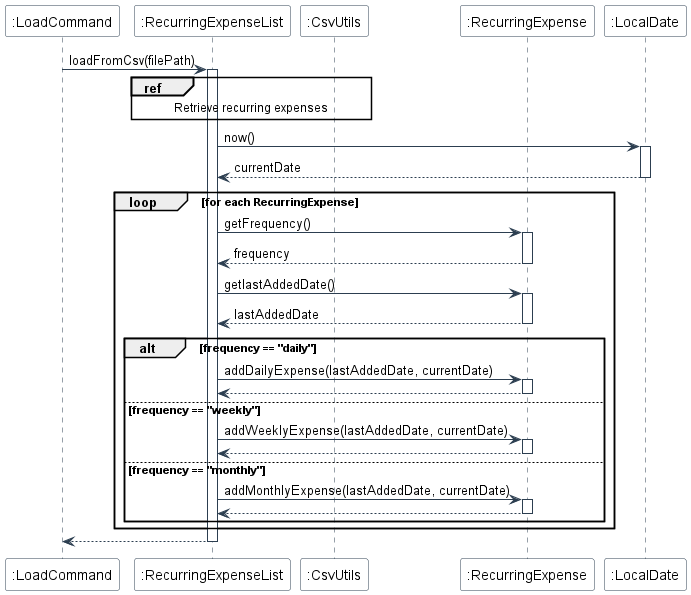 :LoadCommand :RecurringExpenseList :CsvUtils :RecurringExpense :LocalDate
loadFromCsv(filePath)
ref
Retrieve recurring expenses
now()
currentDate
loop [for each RecurringExpense]
getFrequency()
frequency
getlastAddedDate()
lastAddedDate
alt [frequency == "daily"]
addDailyExpense(lastAddedDate, currentDate)
[frequency == "weekly"]
addWeeklyExpense(lastAddedDate, currentDate)
[frequency == "monthly"]
addMonthlyExpense(lastAddedDate, currentDate)
:LoadCommand :RecurringExpenseList :CsvUtils :RecurringExpense :LocalDate